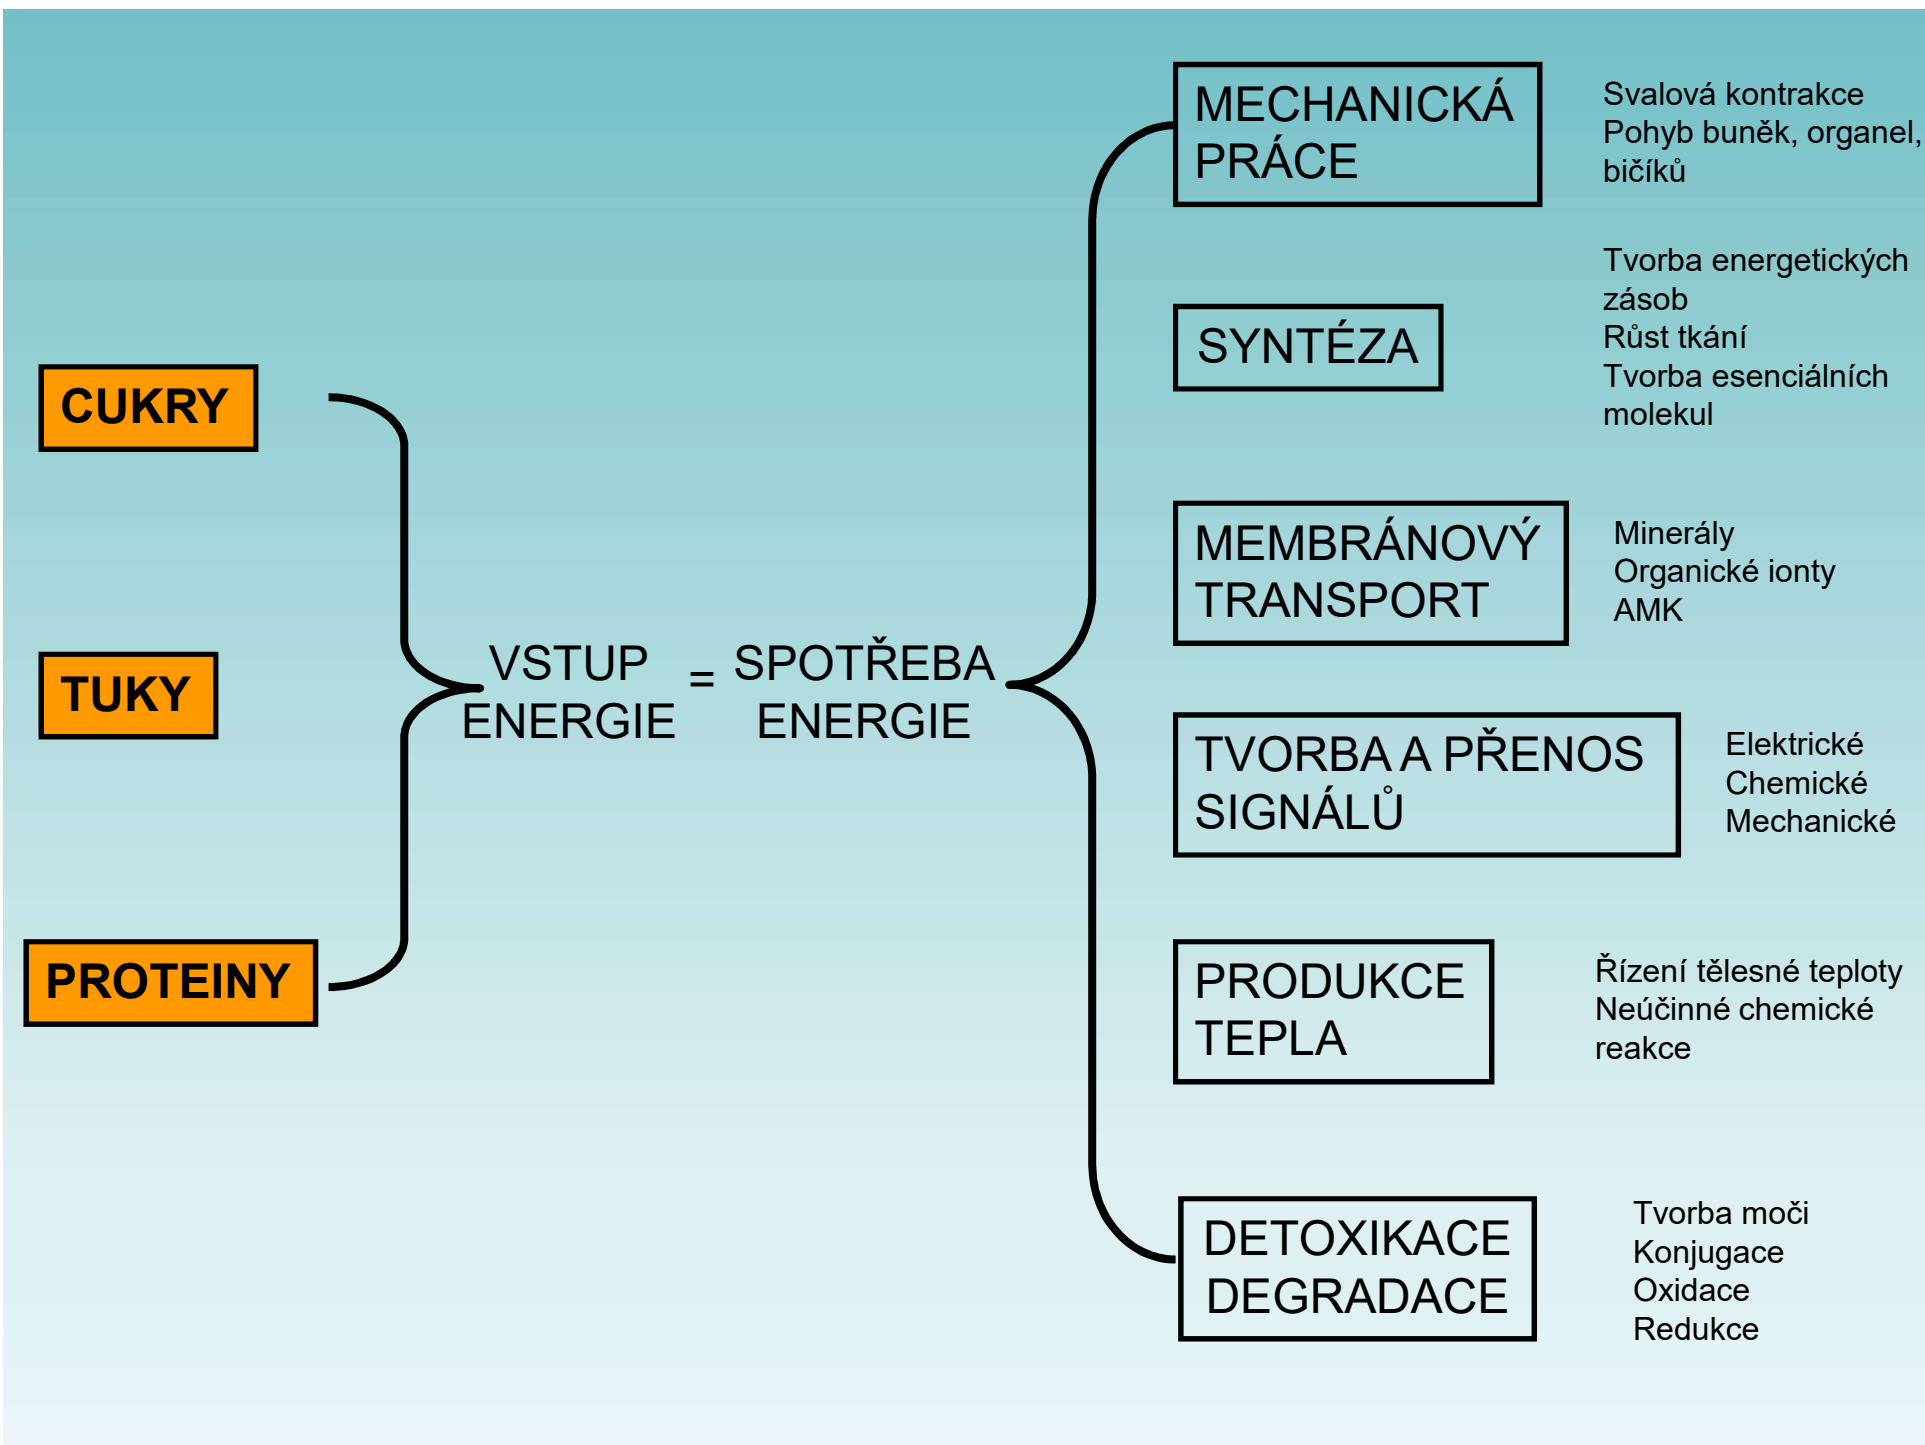 CUKRY
TUKY
PROTEINY
VSTUP
ENERGIE
=
SPOTŘEBA
ENERGIE
MECHANICKÁ
PRÁCE
Svalová kontrakce
Pohyb buněk, organel,
bičíků
SYNTÉZA
Tvorba energetických
zásob
Růst tkání
Tvorba esenciálních
molekul
MEMBRÁNOVÝ
TRANSPORT
Minerály
Organické ionty
AMK
TVORBA A PŘENOS
SIGNÁLŮ
Elektrické
Chemické
Mechanické
PRODUKCE
TEPLA
Řízení tělesné teploty
Neúčinné chemické
reakce
DETOXIKACE
DEGRADACE
Tvorba moči
Konjugace
Oxidace
Redukce